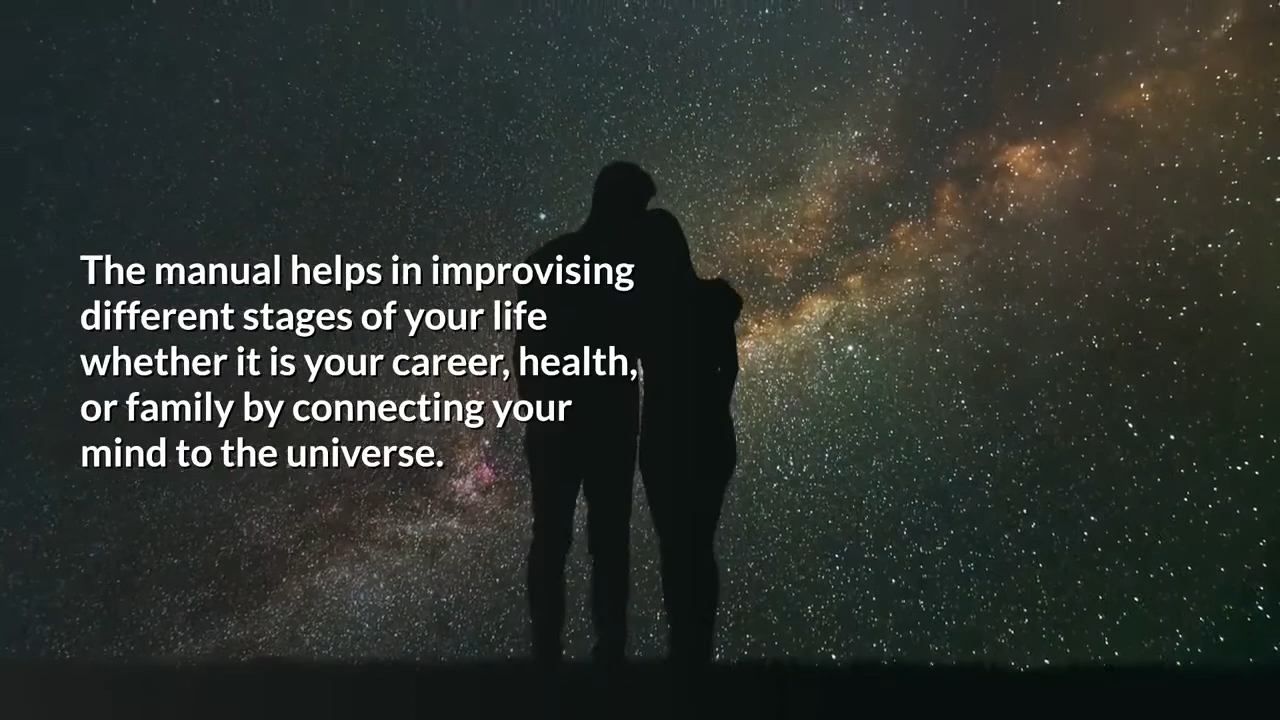 The manual helps in improvising
different stages of your life
whether it is your career, health,
or family by connecting your
mind to the universe.